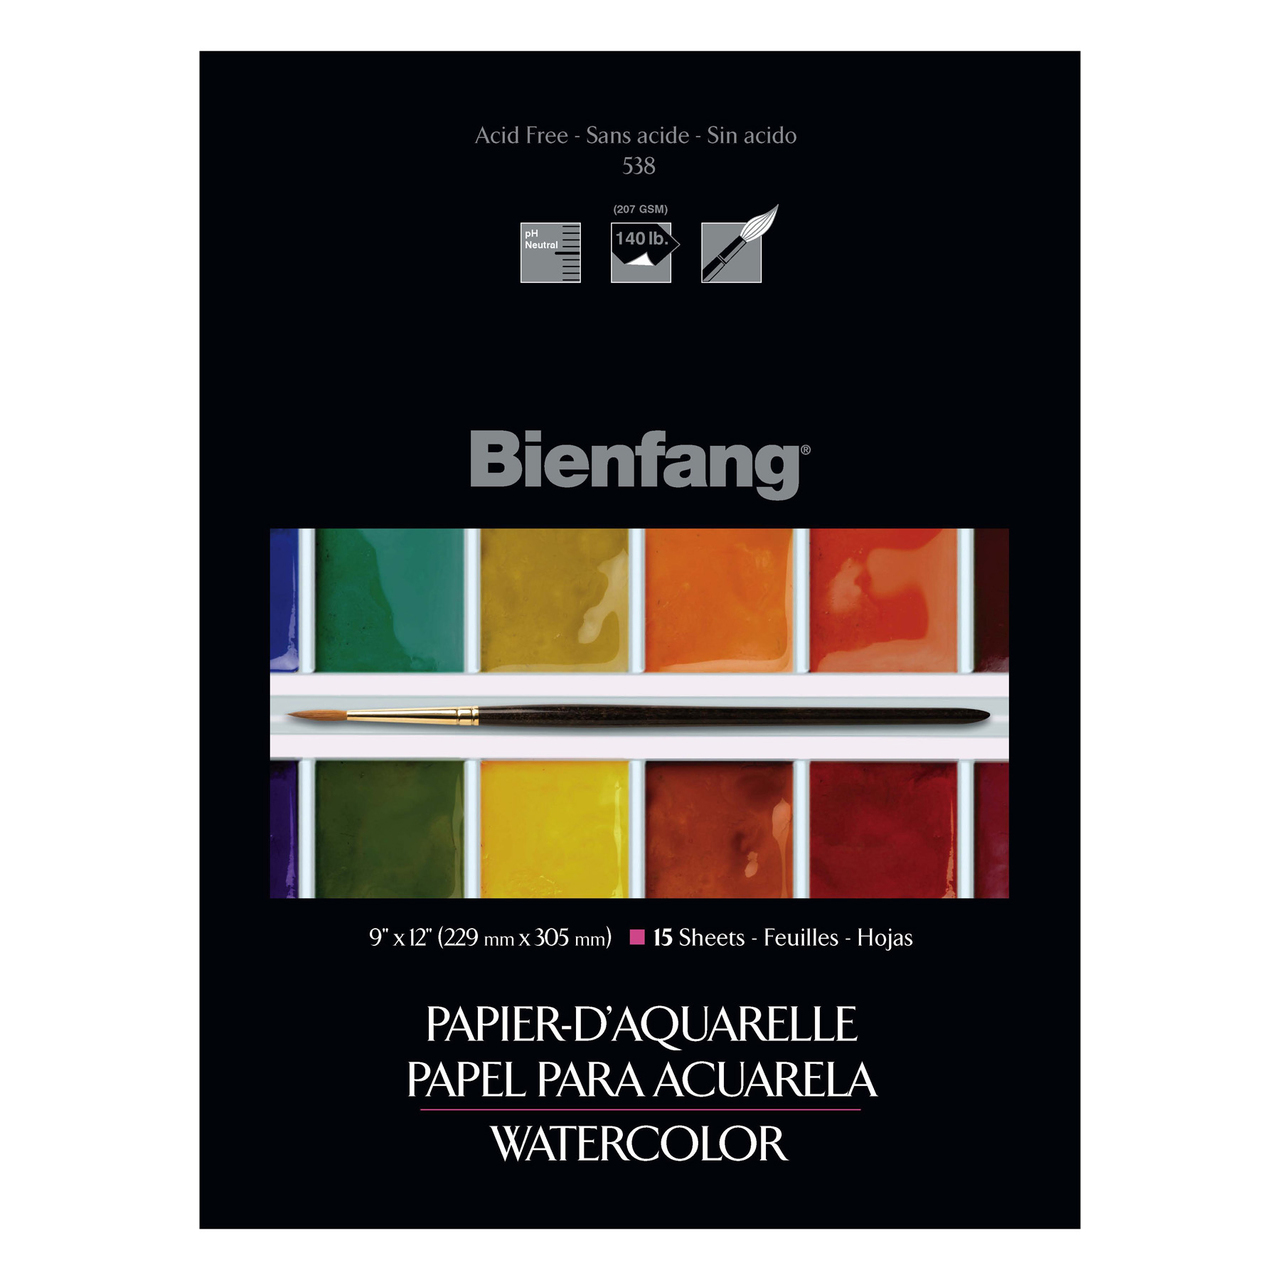 Acid Free - Sans acide - Sin acido
538
(207 GSM)
pH
Neutral
140 lb.
Bienfang®
9" x 12" (229 mm x 305 mm) 15 Sheets - Feuilles - Hojas
PAPIER-D'AQUARELLE
PAPEL PARA ACUARELA
WATERCOLOR